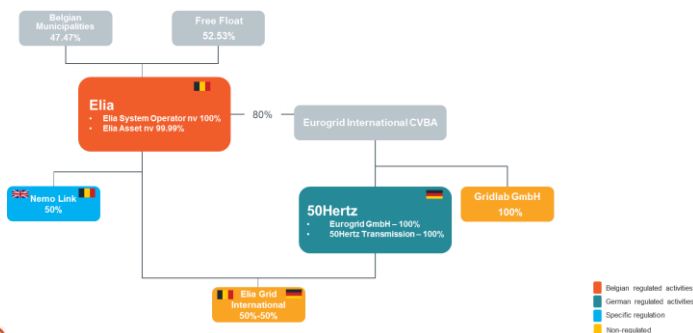 Belgian
Municipalities
47.47%
Free Float
52.53%
Elia
• Elia System Operator nv 100%
• Elia Asset nv 99.99%
80%
Eurogrid International CVBA
Nemo Link
50%
50Hertz
• Eurogrid GmbH – 100%
• 50Hertz Transmission – 100%
Gridlab GmbH
100%
Elia Grid
International
50%-50%
Belgian regulated activities
German regulated activities
Specific regulation
Non-regulated